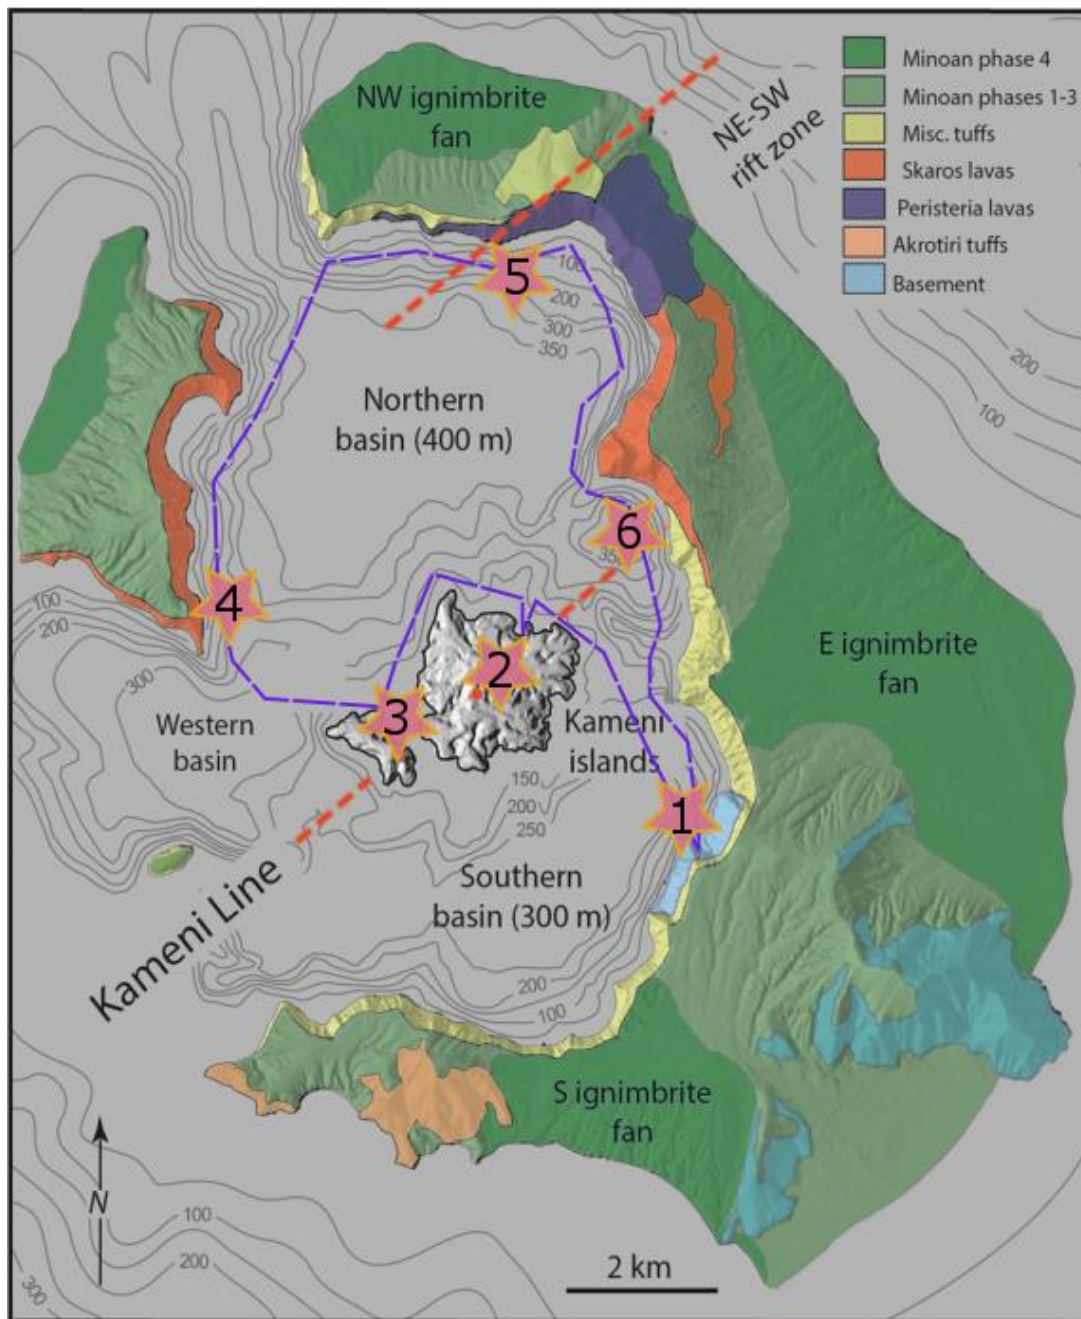 NW ignimbrite
fan
NE-SW
rift zone
Minoan phase 4
Minoan phases 1-3
Misc. tuffs
Skaros lavas
Peristeria lavas
Akrotiri tuffs
Basement
5
100
200
300
350
200
100
Northern
basin (400 m)
6
350
4
100
200
300
2
3
E ignimbrite
fan
Western
basin
Kameni
islands
150
200
250
1
Southern
basin (300 m)
Kameni Line
200
100
S ignimbrite
fan
N
100
200
300
2 km